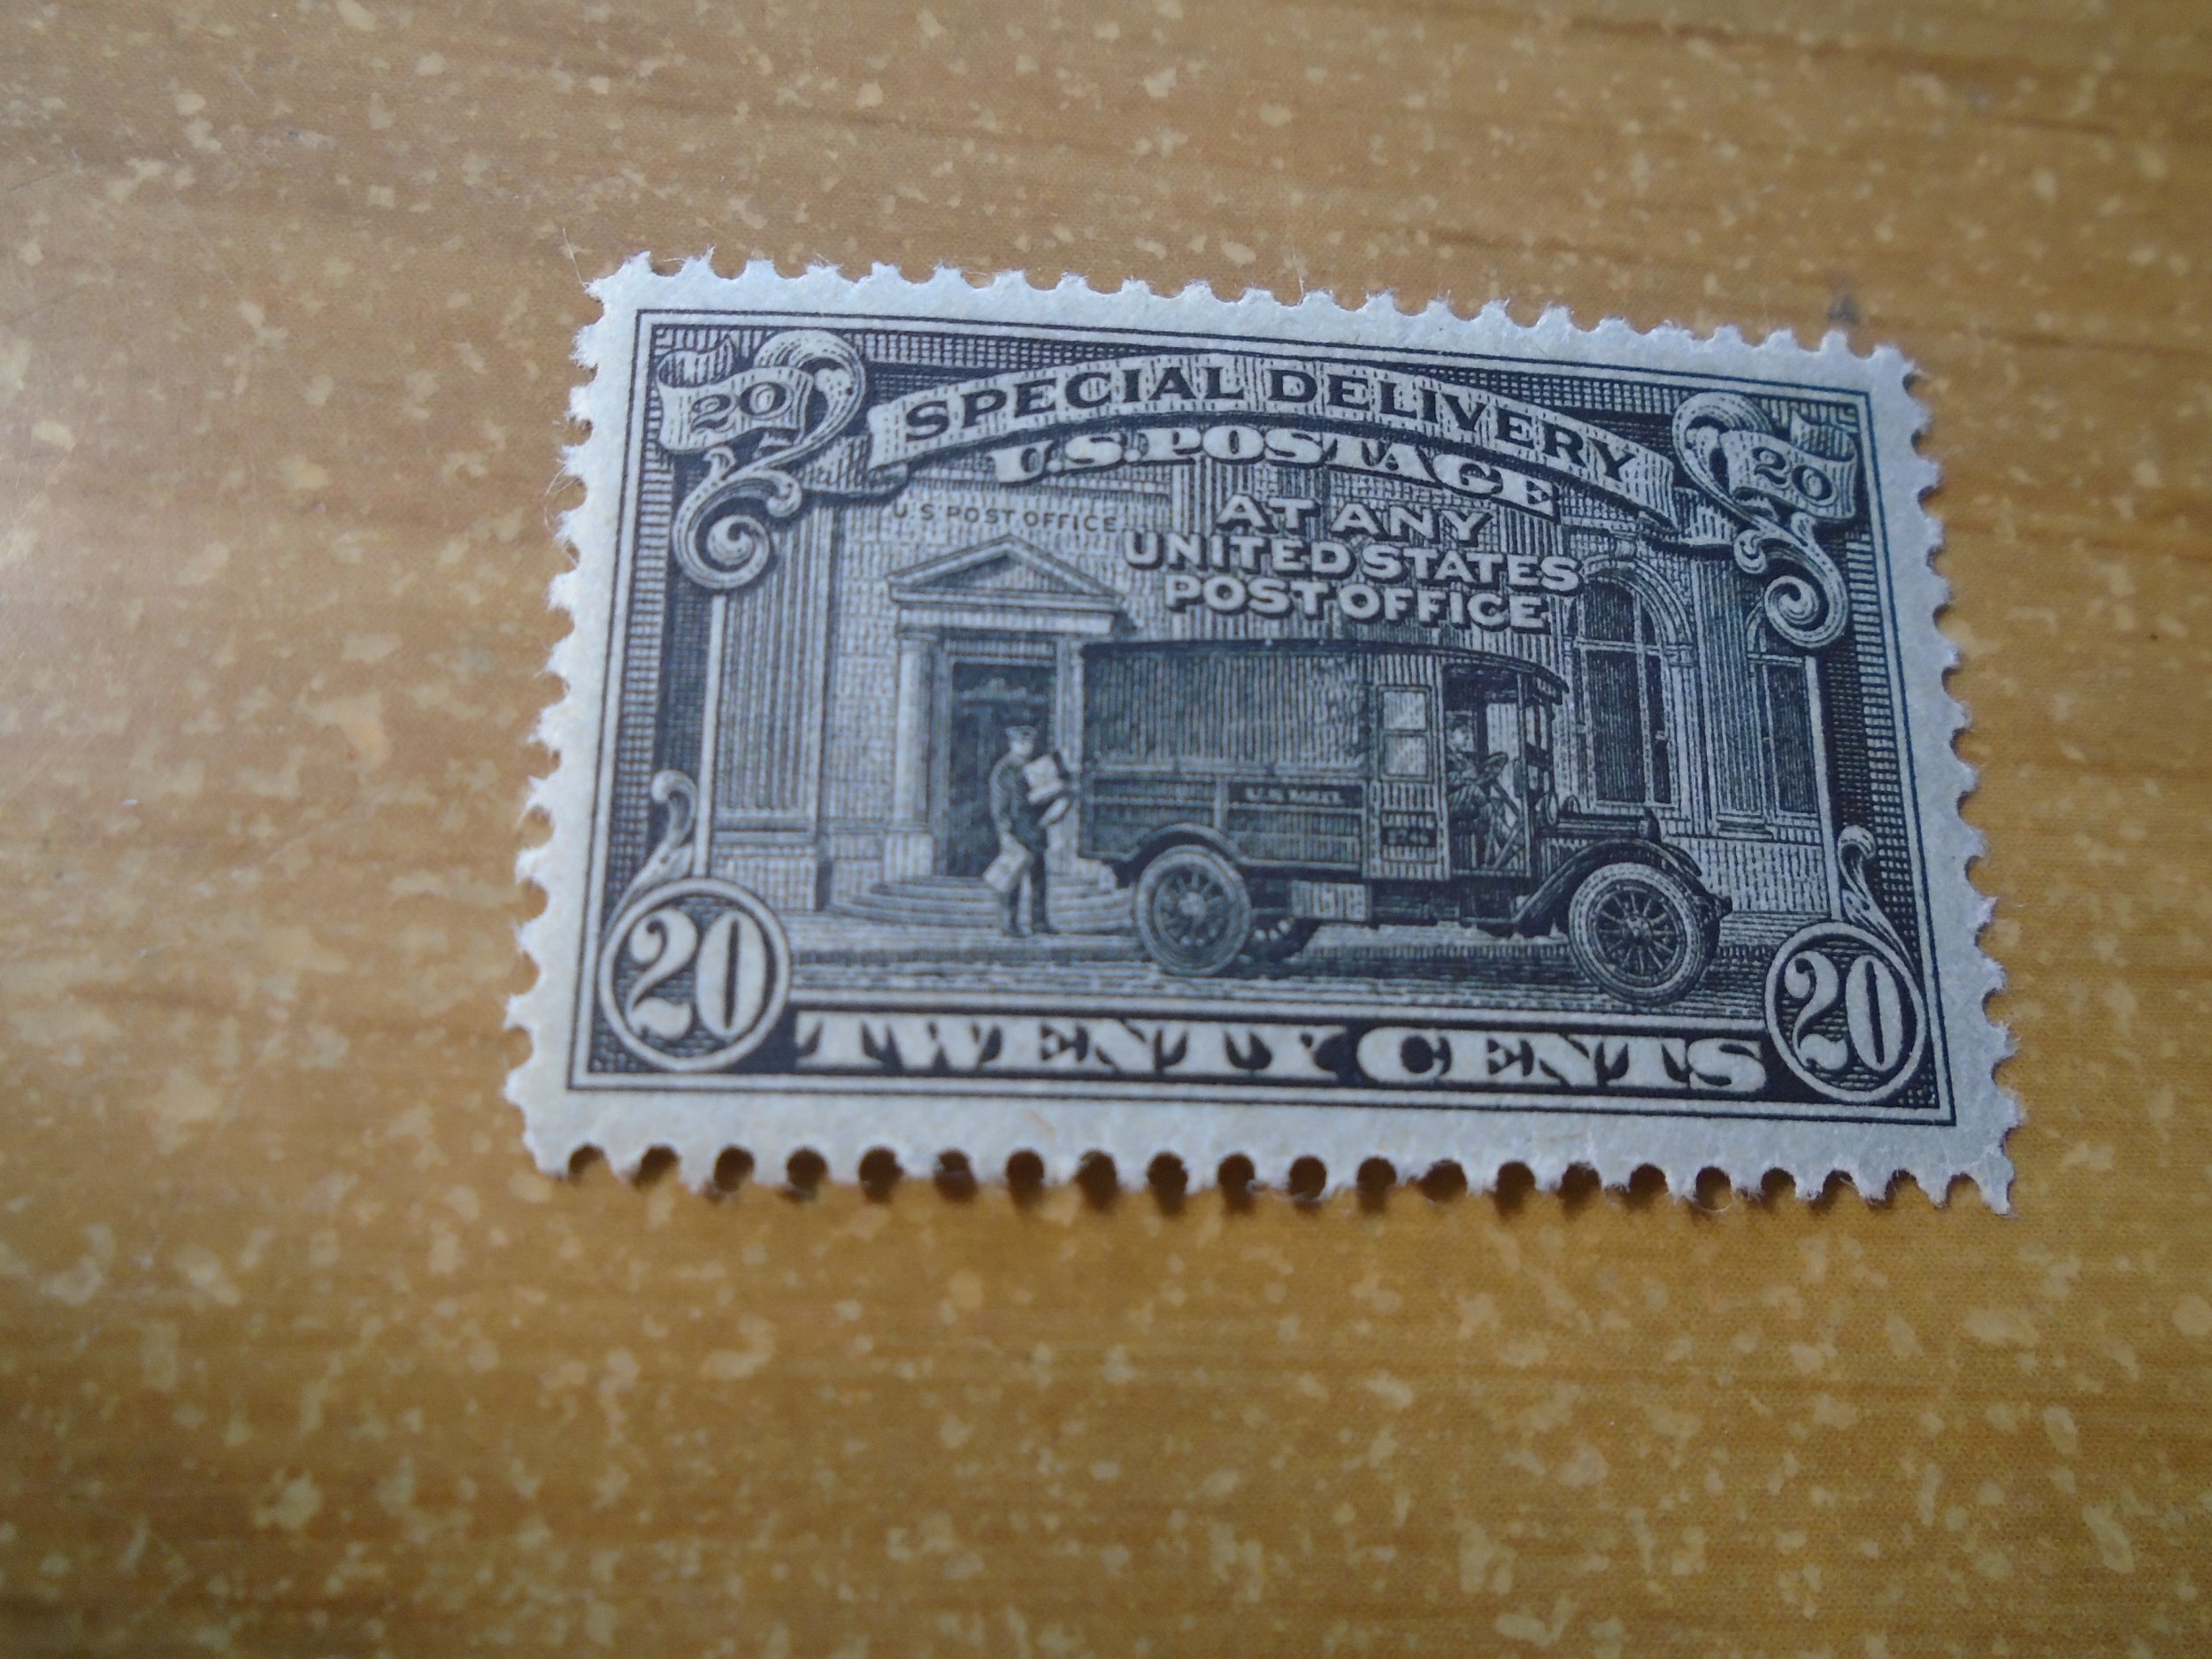 20
SPECIAL DELIVERY
20
U.S. POSTAGE
U.S. POST OFFICE
AT ANY
UNITED STATES
POST OFFICE
U.S. MAIL
20
TWENTY CENTS
20